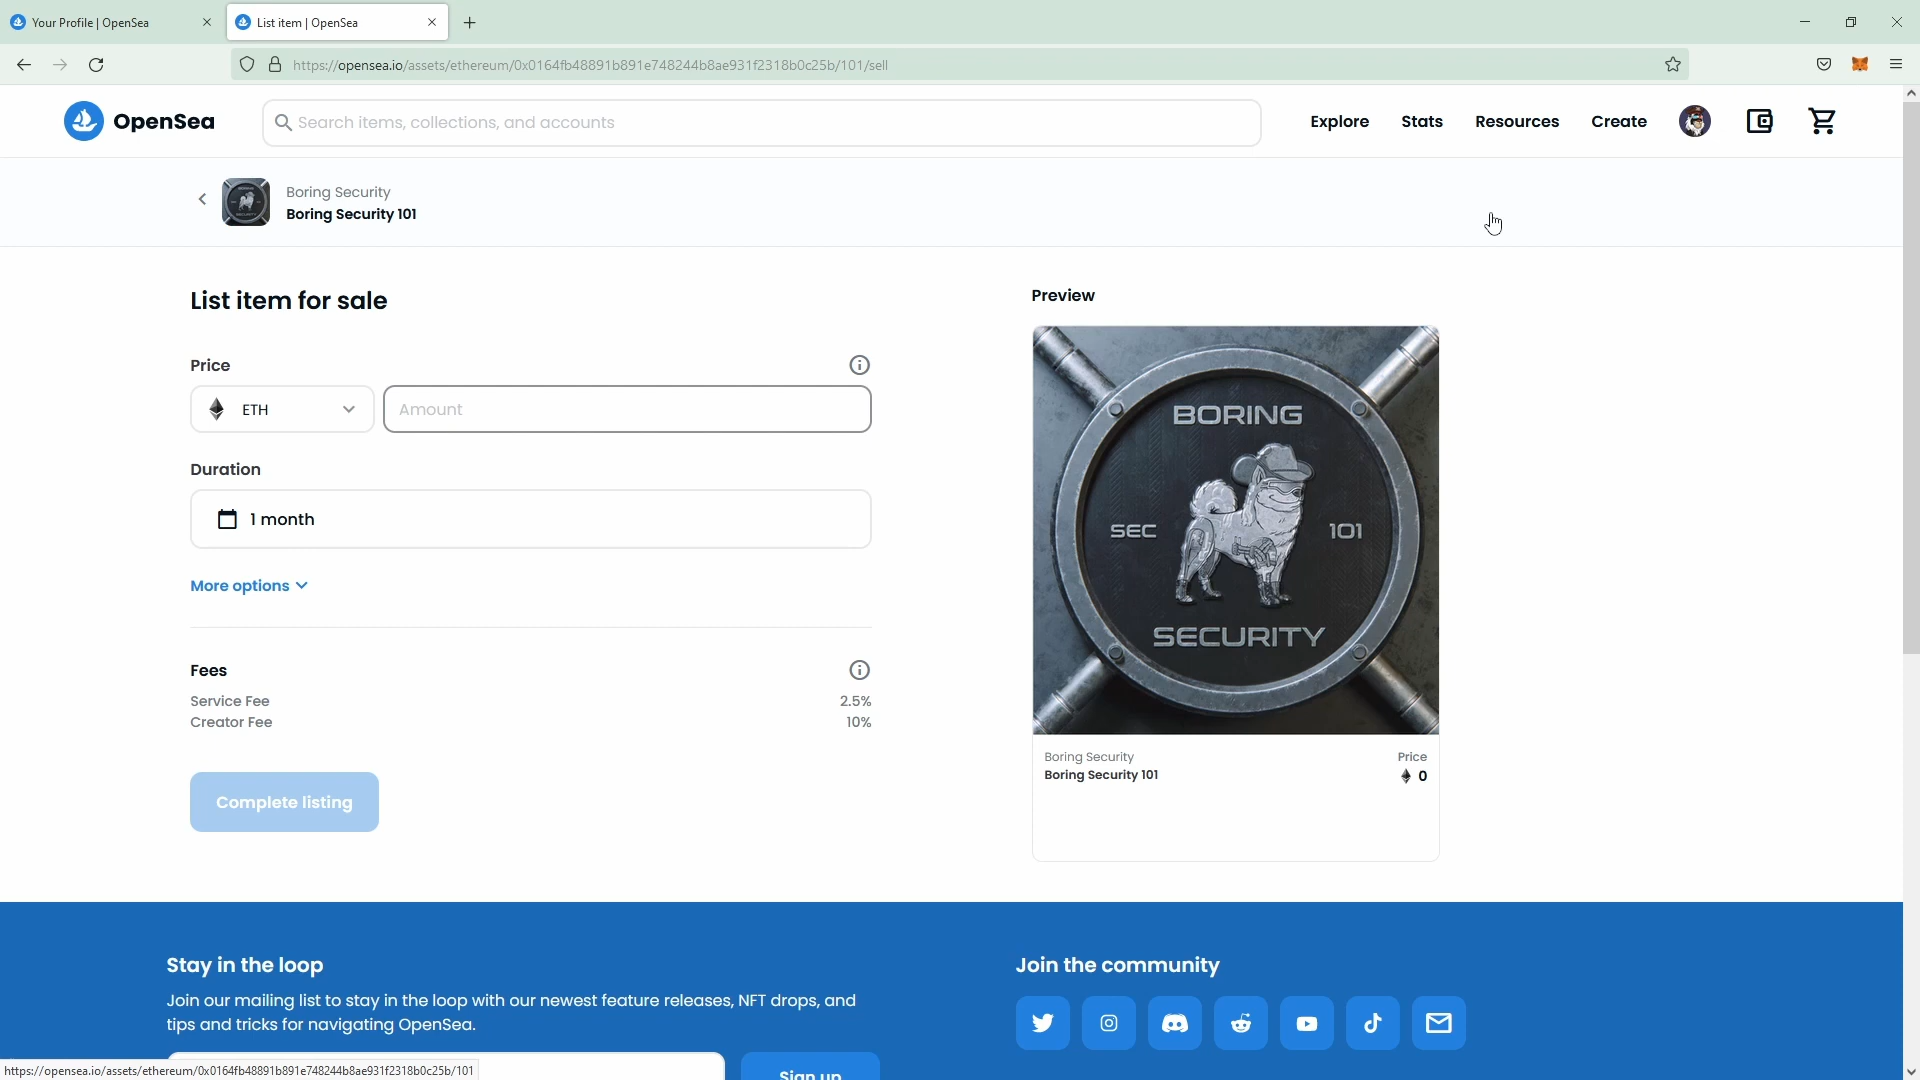 Your Profile | OpenSea
List item | OpenSea
https://opensea.io/assets/ethereum/0x0164fb48891b891e748244b8ae931f2318b0c25b/101/sell
OpenSea
Search items, collections, and accounts
Explore
Stats
Resources
Create
Boring Security
Boring Security 101
List item for sale
Price
ETH
Amount
Duration
1 month
More options
Fees
Service Fee
2.5%
Creator Fee
10%
Complete listing
Preview
BORING
SEC
101
SECURITY
Boring Security
Price
Boring Security 101
0
Stay in the loop
Join our mailing list to stay in the loop with our newest feature releases, NFT drops, and
tips and tricks for navigating OpenSea.
Sign up
Join the community
https://opensea.io/assets/ethereum/0x0164fb48891b891e748244b8ae931f2318b0c25b/101